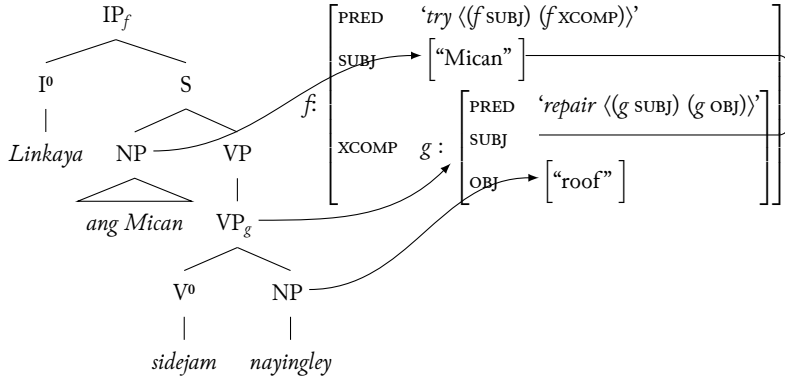 IP_f
I⁰ S
Linkaya NP VP
ang Mican VP_g
V⁰ NP
sidejam nayingley
f:
PRED ‘try ⟨(f SUBJ) (f XCOMP)⟩’
SUBJ [“Mican”]
XCOMP g :
PRED ‘repair ⟨(g SUBJ) (g OBJ)⟩’
SUBJ
OBJ [“roof”]